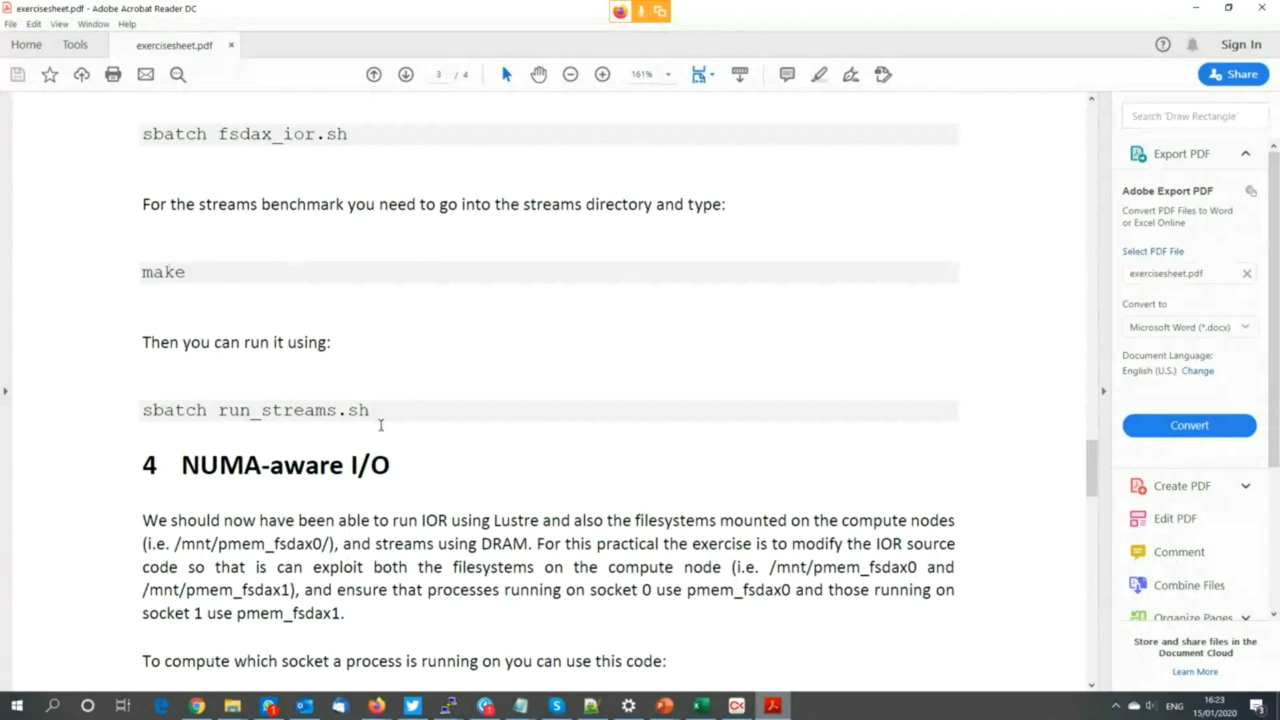 exercisesheet.pdf - Adobe Acrobat Reader DC
File Edit View Window Help
Home Tools exercisesheet.pdf × Sign In
3 / 4 161% Share
sbatch fsdax_ior.sh
For the streams benchmark you need to go into the streams directory and type:
make
Then you can run it using:
sbatch run_streams.sh
4 NUMA-aware I/O
We should now have been able to run IOR using Lustre and also the filesystems mounted on the compute nodes
(i.e. /mnt/pmem_fsdax0/), and streams using DRAM. For this practical the exercise is to modify the IOR source
code so that is can exploit both the filesystems on the compute node (i.e. /mnt/pmem_fsdax0 and
/mnt/pmem_fsdax1), and ensure that processes running on socket 0 use pmem_fsdax0 and those running on
socket 1 use pmem_fsdax1.
To compute which socket a process is running on you can use this code:
Search 'Draw Rectangle'
Export PDF
Adobe Export PDF
Convert PDF Files to Word
or Excel Online
Select PDF File
exercisesheet.pdf
Convert to
Microsoft Word (*.docx)
Document Language:
English (U.S.) Change
Convert
Create PDF
Edit PDF
Comment
Combine Files
Organize Pages
Store and share files in the
Document Cloud
Learn More
ENG
16:23
15/01/2020